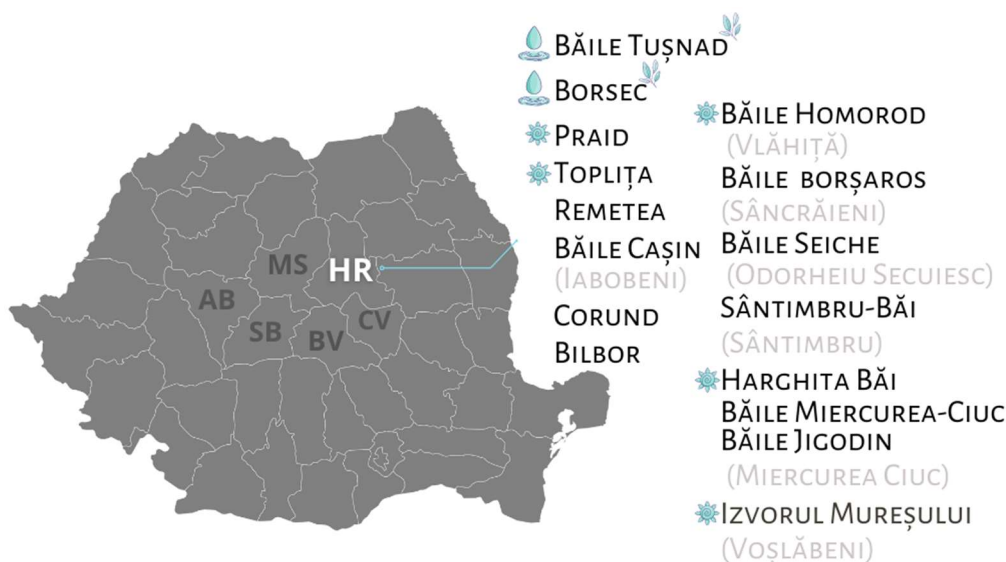 BĂILE TUȘNAD
BORSEC
PRAID
TOPLIȚA
REMETEA
BĂILE CAȘIN
(IABOBENI)
CORUND
BILBOR
BĂILE HOMOROD
(VLĂHIȚĂ)
BĂILE BORȘAROS
(SÂNCRĂIENI)
BĂILE SEICHE
(ODORHEIU SECUIESC)
SÂNTIMBRU-BĂI
(SÂNTIMBRU)
HARGHITA BĂI
BĂILE MIERCUREA-CIUC
BĂILE JIGODIN
(MIERCUREA CIUC)
IZVORUL MUREȘULUI
(VOȘLĂBENI)
MS
HR
AB
SB
BV
CV